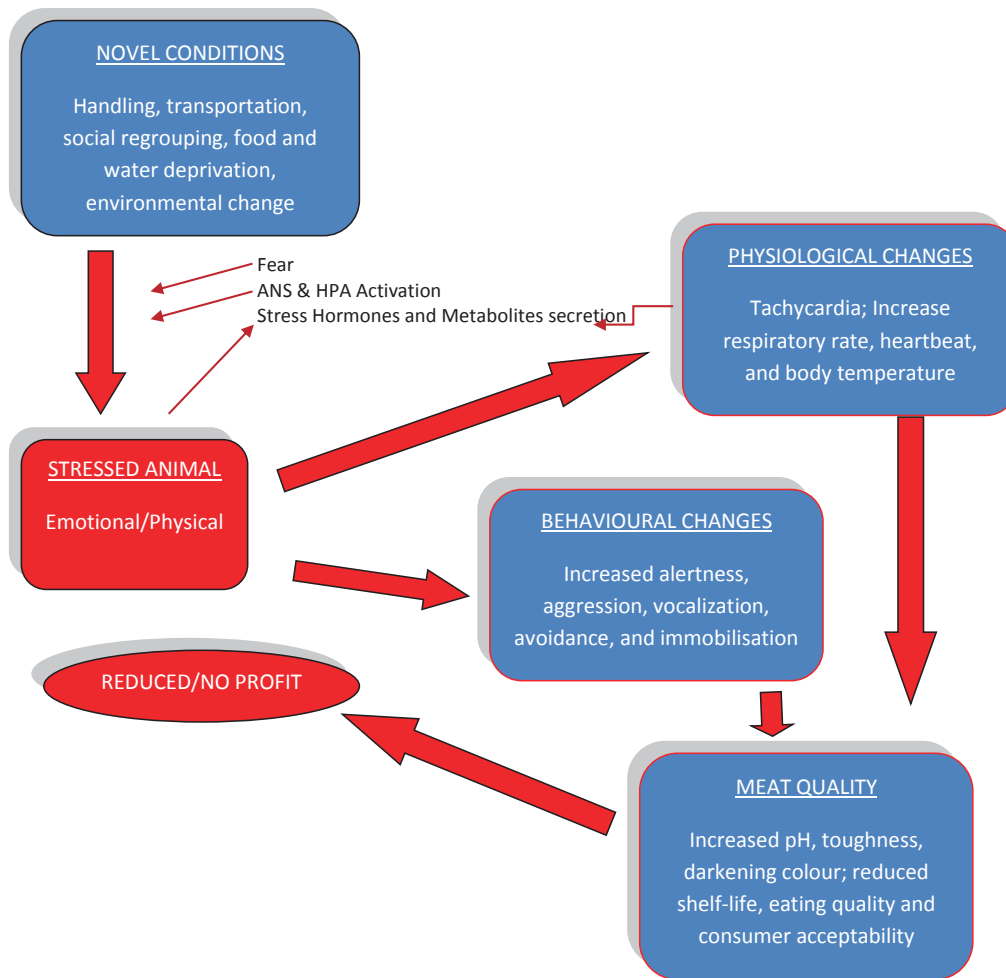 NOVEL CONDITIONS
Handling, transportation,
social regrouping, food and
water deprivation,
environmental change
Fear
ANS & HPA Activation
Stress Hormones and Metabolites secretion
PHYSIOLOGICAL CHANGES
Tachycardia; Increase
respiratory rate, heartbeat,
and body temperature
STRESSED ANIMAL
Emotional/Physical
BEHAVIOURAL CHANGES
Increased alertness,
aggression, vocalization,
avoidance, and immobilisation
REDUCED/NO PROFIT
MEAT QUALITY
Increased pH, toughness,
darkening colour; reduced
shelf-life, eating quality and
consumer acceptability